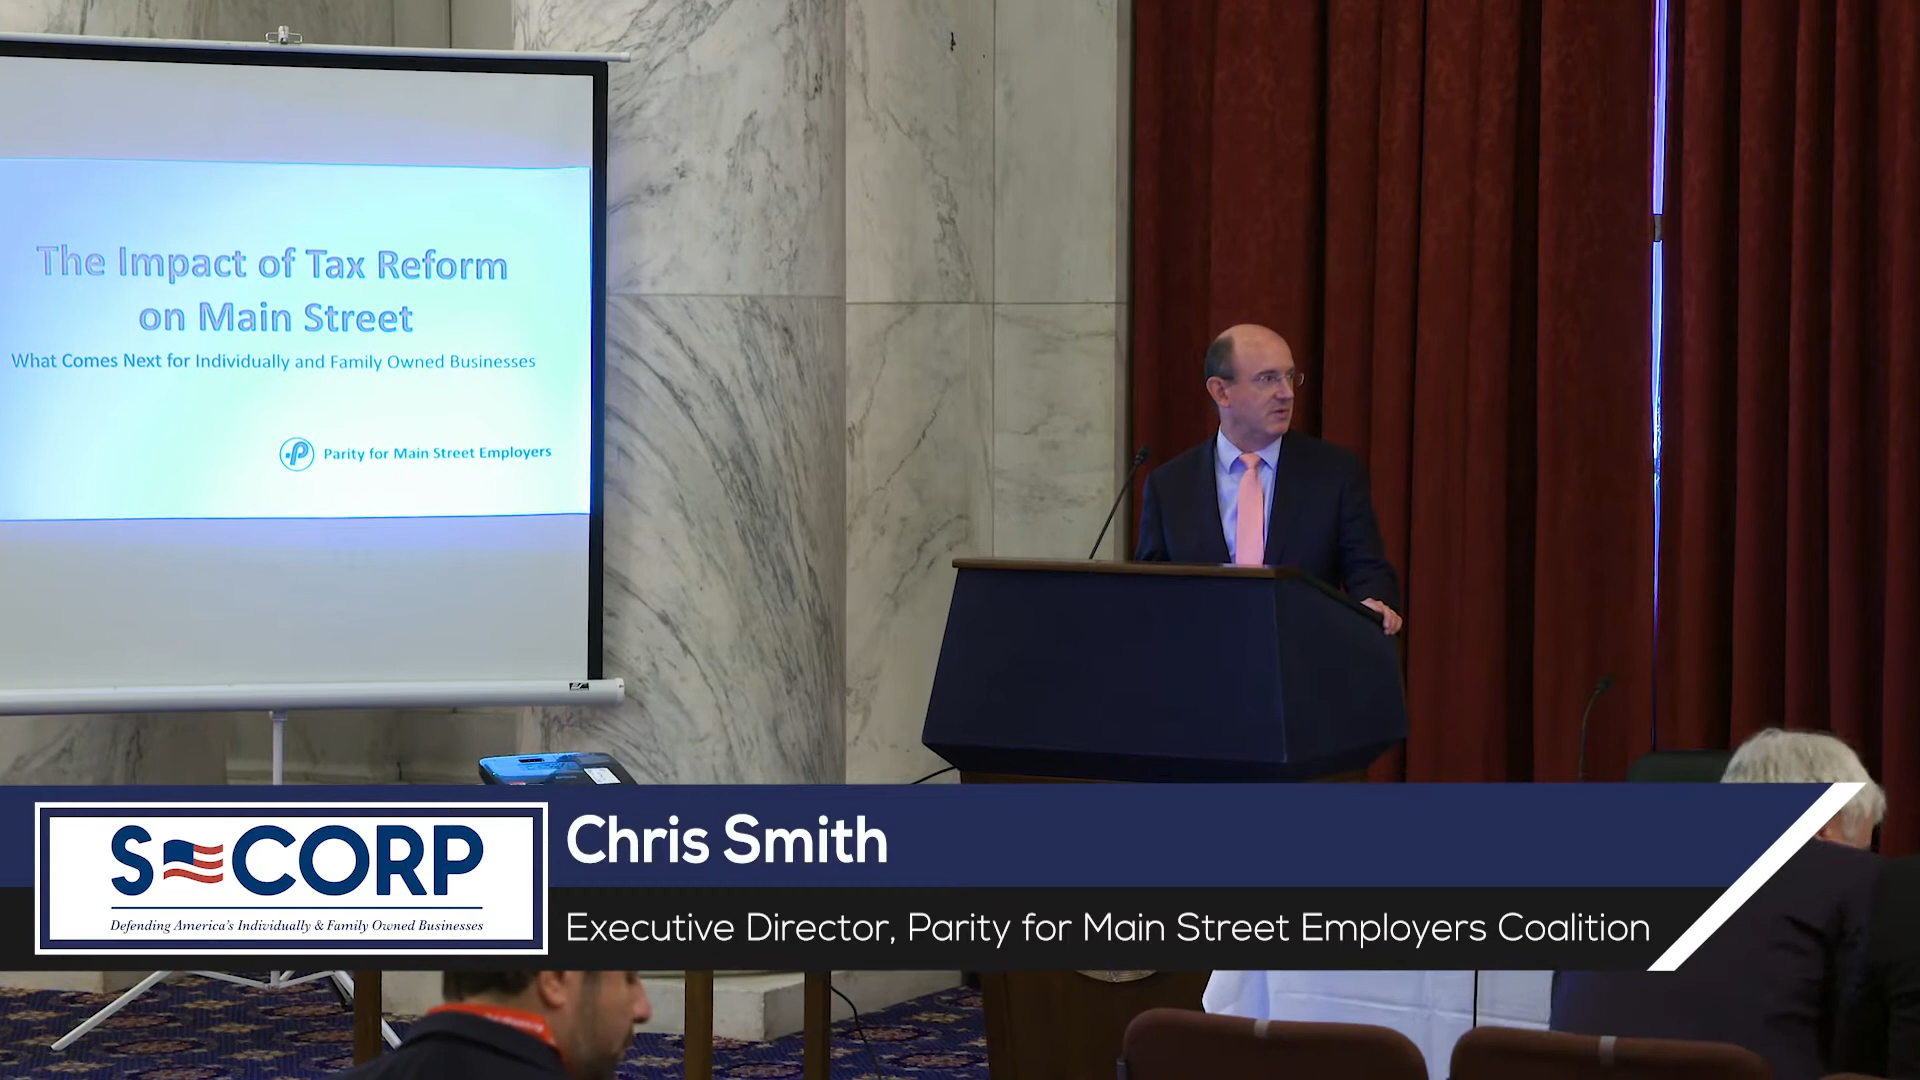 The Impact of Tax Reform
on Main Street
What Comes Next for Individually and Family Owned Businesses
Parity for Main Street Employers
S CORP
Defending America's Individually & Family Owned Businesses
Chris Smith
Executive Director, Parity for Main Street Employers Coalition